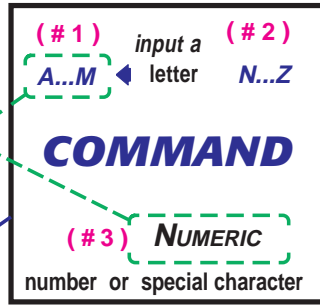 ( # 1 ) input a ( # 2 )
A...M letter N...Z
COMMAND
( # 3 ) NUMERIC
number or special character